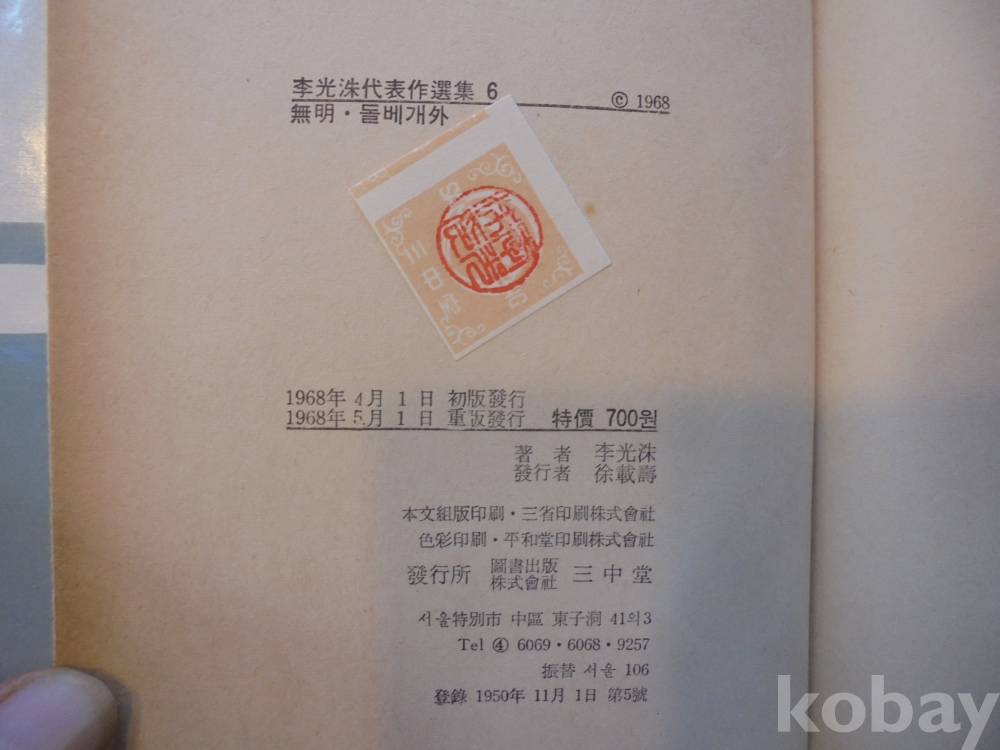 李光洙代表作選集 6
© 1968
無明・돌베개外
1968年 4月 1日 初版發行
1968年 5月 1日 重版發行 特價 700원
著者 李光洙
發行者 徐載壽
本文組版印刷・三省印刷株式會社
色彩印刷・平和堂印刷株式會社
發行所 圖書出版 株式會社 三中堂
서울特別市 中區 東子洞 41의3
Tel ④ 6069・6068・9257
振替 서울 106
登錄 1950年 11月 1日 第5號
kobay